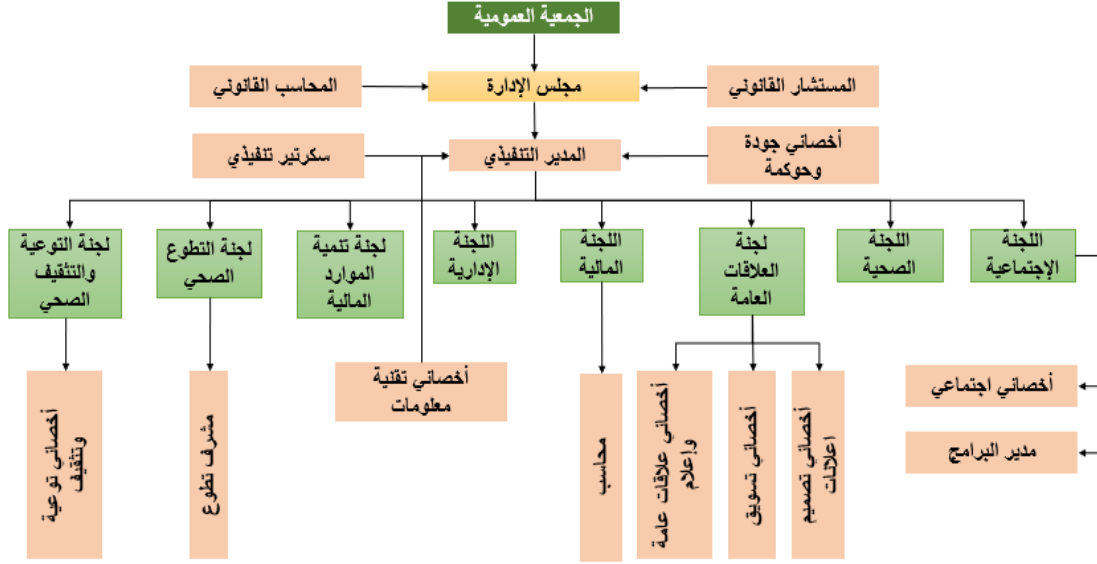 الجمعية العمومية
المستشار القانوني
مجلس الإدارة
المحاسب القانوني
أخصائي جودة
وحوكمة
المدير التنفيذي
سكرتير تنفيذي
اللجنة
الإجتماعية
اللجنة
الصحية
لجنة
العلاقات
العامة
اللجنة
المالية
اللجنة
الإدارية
لجنة تنمية
الموارد
المالية
لجنة التطوع
الصحي
لجنة التوعية
والتثقيف
الصحي
أخصائي اجتماعي
مدير البرامج
أخصائي تصميم
اعلانات
أخصائي تسويق
أخصائي علاقات عامة
وإعلام
محاسب
أخصائي تقنية
معلومات
مشرف تطوع
أخصائي توعية
وتثقيف